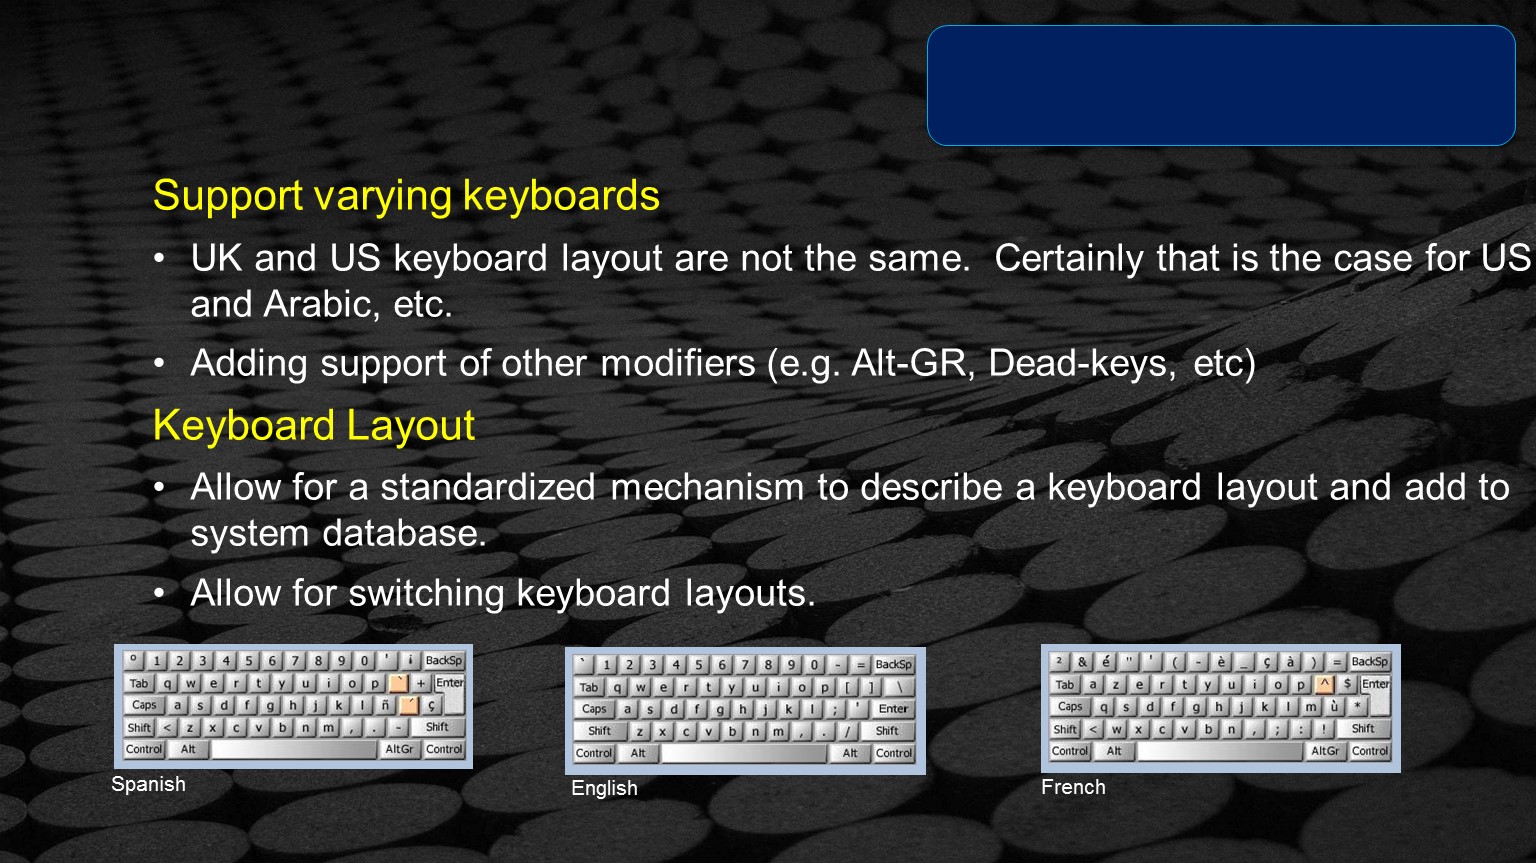 Support varying keyboards
• UK and US keyboard layout are not the same.  Certainly that is the case for US
and Arabic, etc.
• Adding support of other modifiers (e.g. Alt-GR, Dead-keys, etc)
Keyboard Layout
• Allow for a standardized mechanism to describe a keyboard layout and add to
system database.
• Allow for switching keyboard layouts.
º 1 2 3 4 5 6 7 8 9 0 ' ¡ BackSp
Tab q w e r t y u i o p ` + Enter
Caps a s d f g h j k l ñ ´ ç
Shift < z x c v b n m , . - Shift
Control Alt AltGr Control
Spanish
` 1 2 3 4 5 6 7 8 9 0 - = BackSp
Tab q w e r t y u i o p [ ] \
Caps a s d f g h j k l ; ' Enter
Shift z x c v b n m , . / Shift
Control Alt Alt Control
English
² & é " ' ( - è _ ç à ) = BackSp
Tab a z e r t y u i o p ^ $ Enter
Caps q s d f g h j k l m ù *
Shift < w x c v b n , ; : ! Shift
Control Alt AltGr Control
French